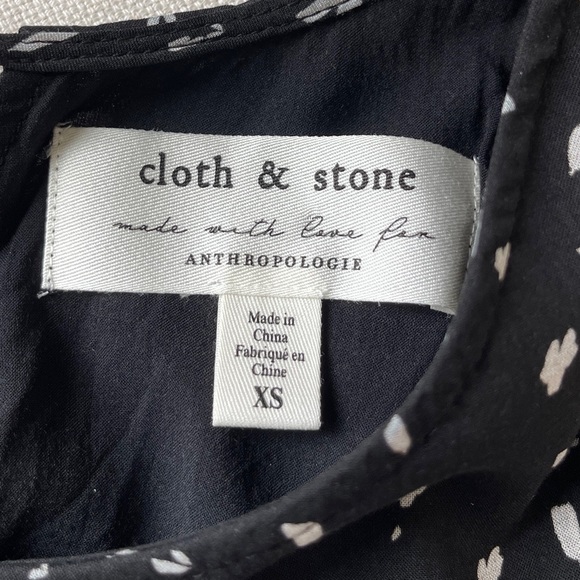 cloth & stone
made with love for
ANTHROPOLOGIE
Made in
China
Fabriqué en
Chine
XS